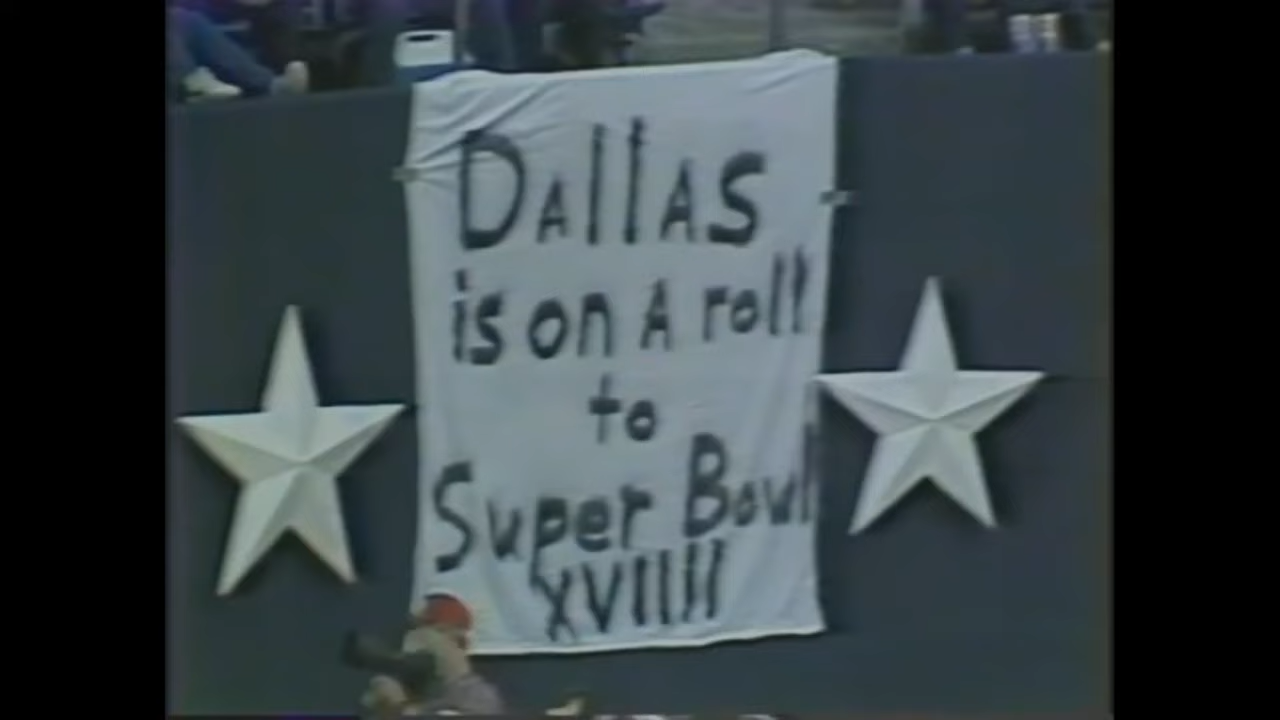 DAllAS
is on A roll
to
Super Bowl
XVIIII